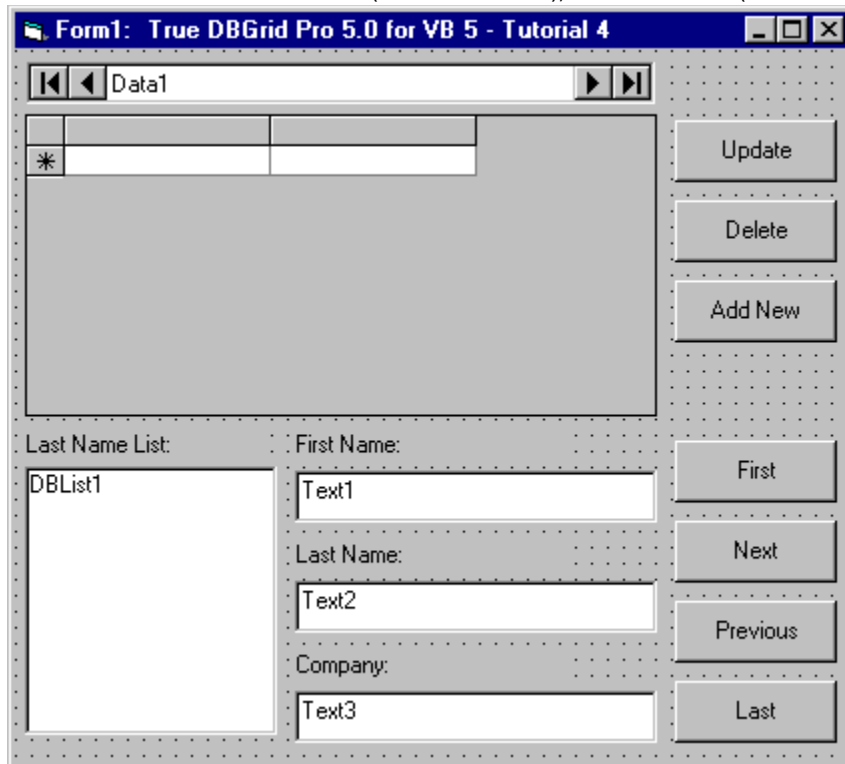 Form1: True DBGrid Pro 5.0 for VB 5 - Tutorial 4
Data1
Update
Delete
Add New
Last Name List:
DBList1
First Name:
Text1
Last Name:
Text2
Company:
Text3
First
Next
Previous
Last